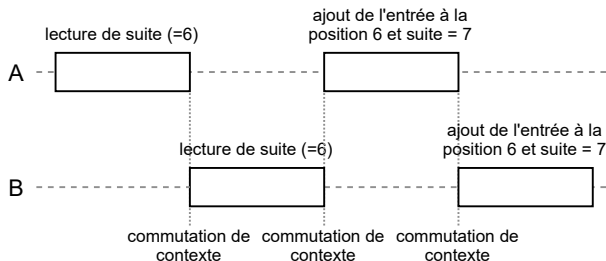 lecture de suite (=6)
ajout de l'entrée à la
position 6 et suite = 7
A
lecture de suite (=6)
ajout de l'entrée à la
position 6 et suite = 7
B
commutation de
contexte
commutation de
contexte
commutation de
contexte